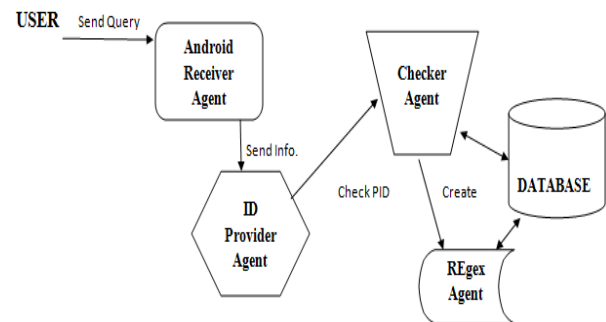 USER
Send Query
Android
Receiver
Agent
Send Info.
ID
Provider
Agent
Check PID
Checker
Agent
Create
DATABASE
REgex
Agent